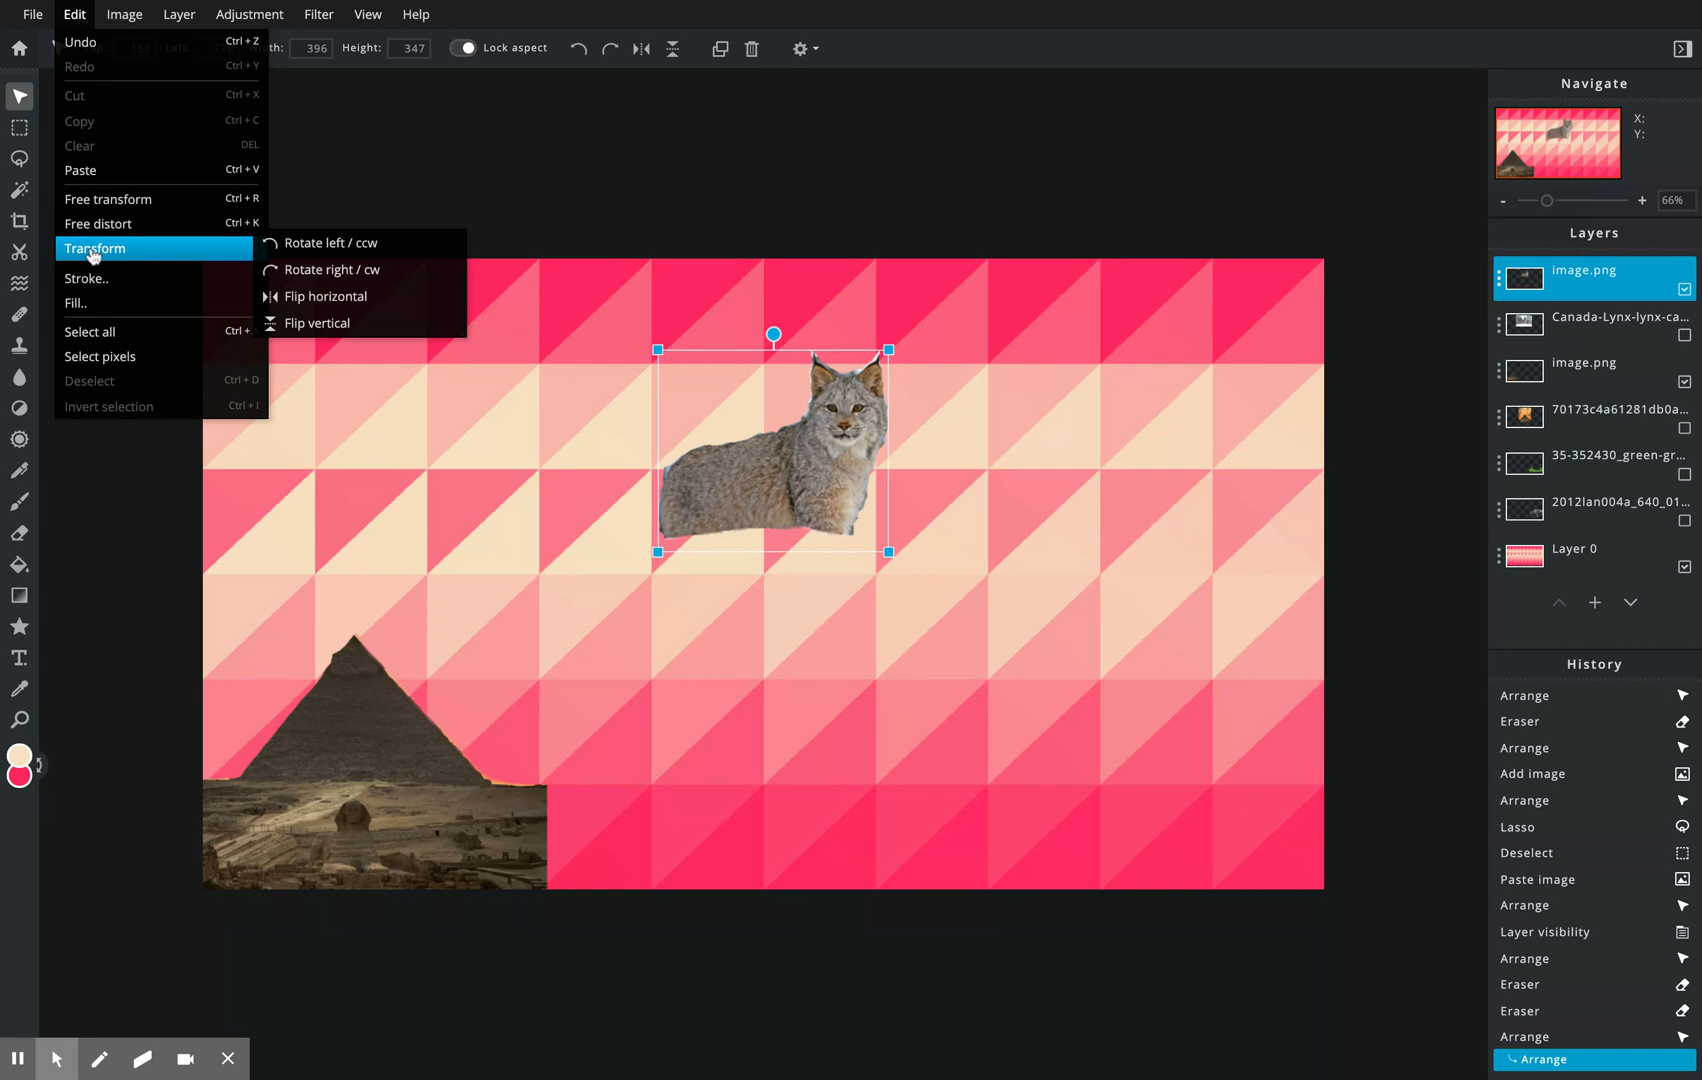 File Edit Image Layer Adjustment Filter View Help
Width: 396 Height: 347 Lock aspect
Undo Ctrl + Z
Redo Ctrl + Y
Cut Ctrl + X
Copy Ctrl + C
Clear DEL
Paste Ctrl + V
Free transform Ctrl + R
Free distort Ctrl + K
Transform
Stroke..
Fill..
Select all Ctrl +
Select pixels
Deselect Ctrl + D
Invert selection Ctrl + I
Rotate left / ccw
Rotate right / cw
Flip horizontal
Flip vertical
Navigate
X:
Y:
- + 66%
Layers
image.png
Canada-Lynx-lynx-ca...
image.png
70173c4a61281db0a...
35-352430_green-gr...
2012lan004a_640_01...
Layer 0
History
Arrange
Eraser
Arrange
Add image
Arrange
Lasso
Deselect
Paste image
Arrange
Layer visibility
Arrange
Eraser
Eraser
Arrange
Arrange